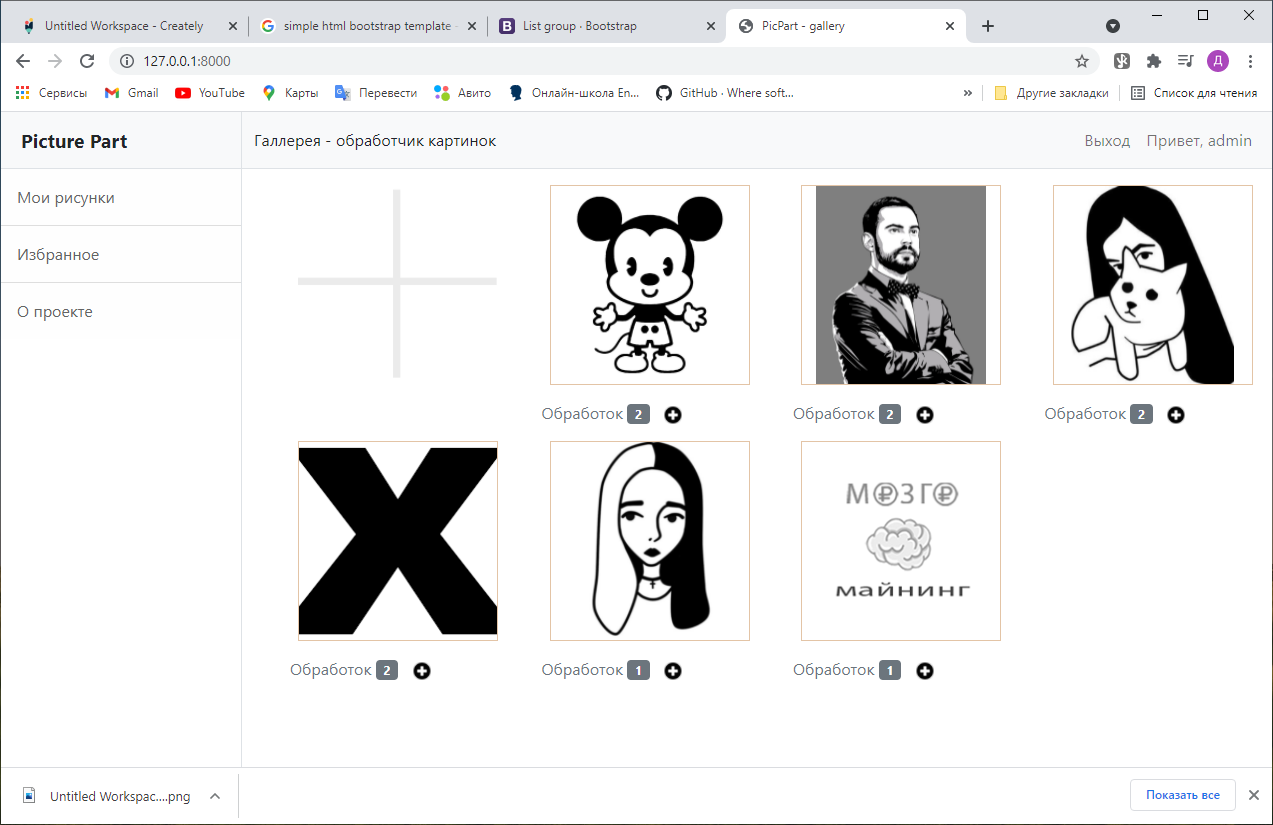 Untitled Workspace - Creately
simple html bootstrap template -
List group · Bootstrap
PicPart - gallery
127.0.0.1:8000
Д
Сервисы
Gmail
YouTube
Карты
Перевести
Авито
Онлайн-школа En...
GitHub · Where soft...
»
Другие закладки
Список для чтения
Picture Part
Галлерея - обработчик картинок
Выход
Привет, admin
Мои рисунки
Избранное
О проекте
Обработок 2
Обработок 2
Обработок 2
X
М₽ЗГ₽
майнинг
Обработок 2
Обработок 1
Обработок 1
Untitled Workspac....png
Показать все